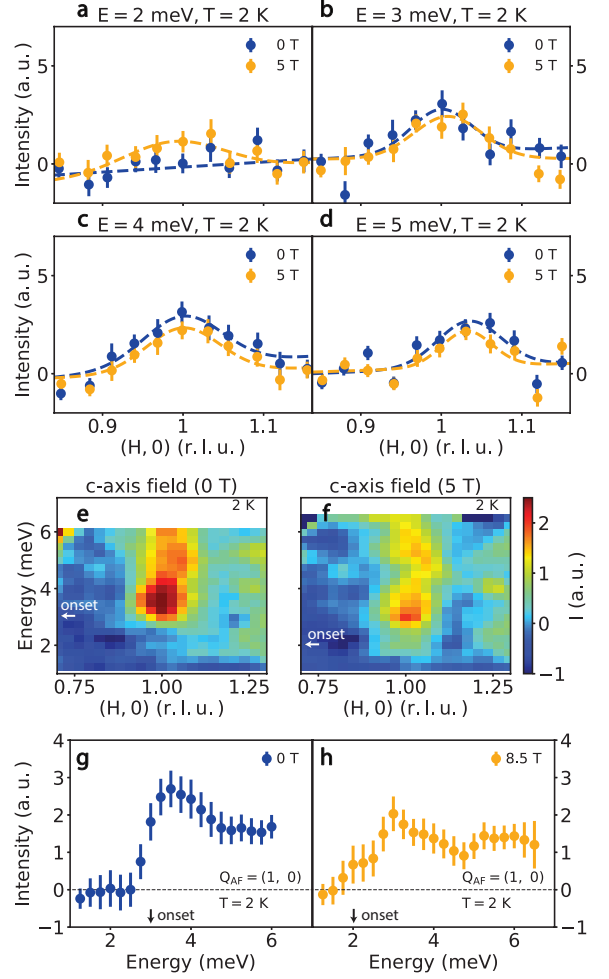 a E = 2 meV, T = 2 K
b E = 3 meV, T = 2 K
0 T
5 T
0 T
5 T
Intensity (a. u.)
5
0
5
0
c E = 4 meV, T = 2 K
d E = 5 meV, T = 2 K
0 T
5 T
0 T
5 T
Intensity (a. u.)
5
0
5
0
0.9 1 1.1 0.9 1 1.1
(H, 0) (r. l. u.) (H, 0) (r. l. u.)
c-axis field (0 T) c-axis field (5 T)
e 2 K
f 2 K
Energy (meV)
6
4
2
onset
onset
0.75 1.00 1.25 0.75 1.00 1.25
(H, 0) (r. l. u.) (H, 0) (r. l. u.)
2
1
0
−1
I (a. u.)
g 0 T
h 8.5 T
Intensity (a. u.)
4
3
2
1
0
−1
4
3
2
1
0
−1
Q_AF = (1, 0)
T = 2 K
onset
Q_AF = (1, 0)
T = 2 K
onset
2 4 6 2 4 6
Energy (meV) Energy (meV)